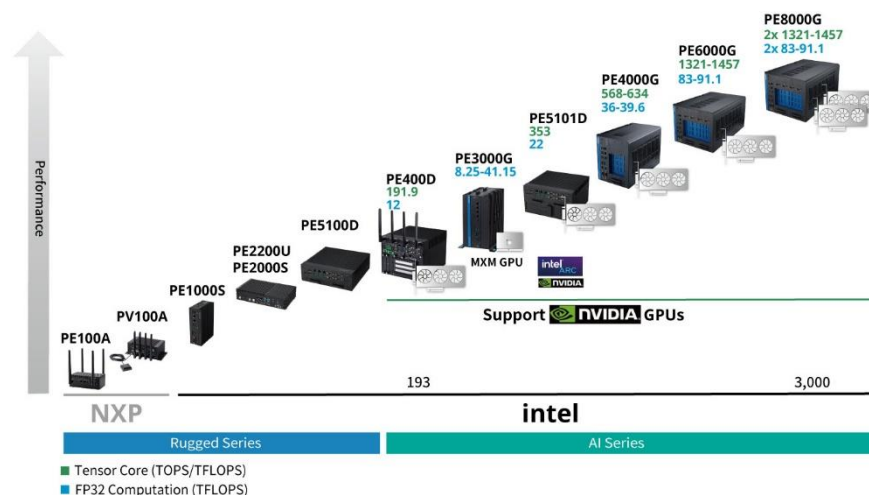 PE8000G
2x 1321-1457
2x 83-91.1
PE6000G
1321-1457
83-91.1
PE4000G
568-634
36-39.6
PE5101D
353
22
PE3000G
8.25-41.15
PE400D
191.9
12
PE5100D
PE2200U
PE2000S
PE1000S
PV100A
PE100A
Performance
MXM GPU
intel
ARC
NVIDIA
Support NVIDIA GPUs
193
3,000
NXP
intel
Rugged Series
AI Series
Tensor Core (TOPS/TFLOPS)
FP32 Computation (TFLOPS)